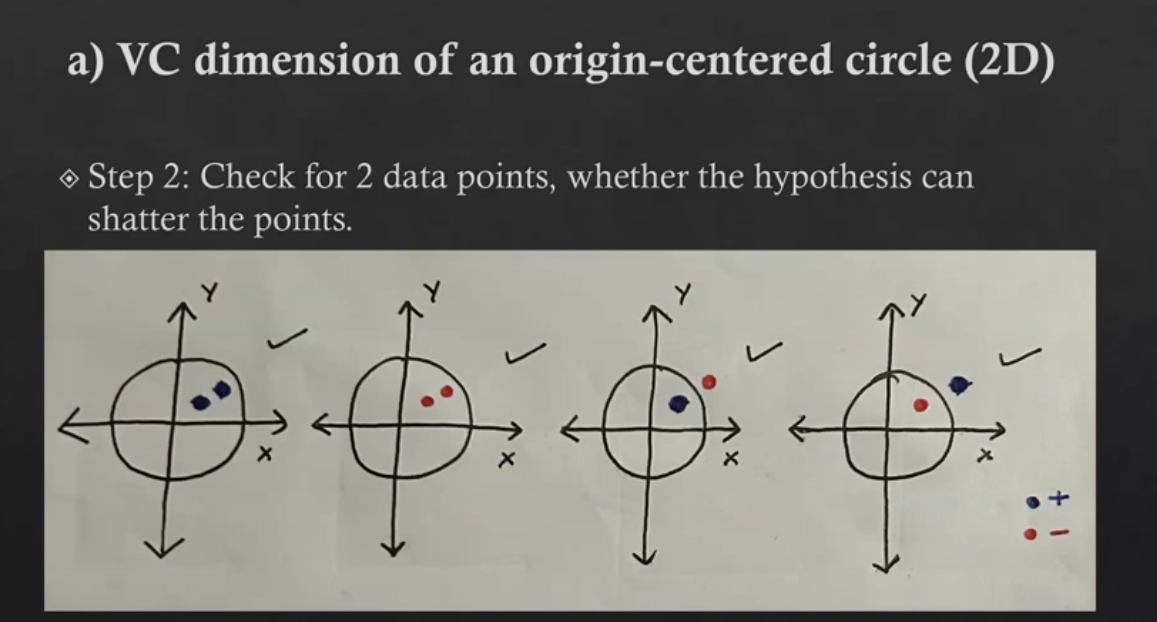 a) VC dimension of an origin-centered circle (2D)
Step 2: Check for 2 data points, whether the hypothesis can
shatter the points.
Y Y Y Y
X X X X
+
−